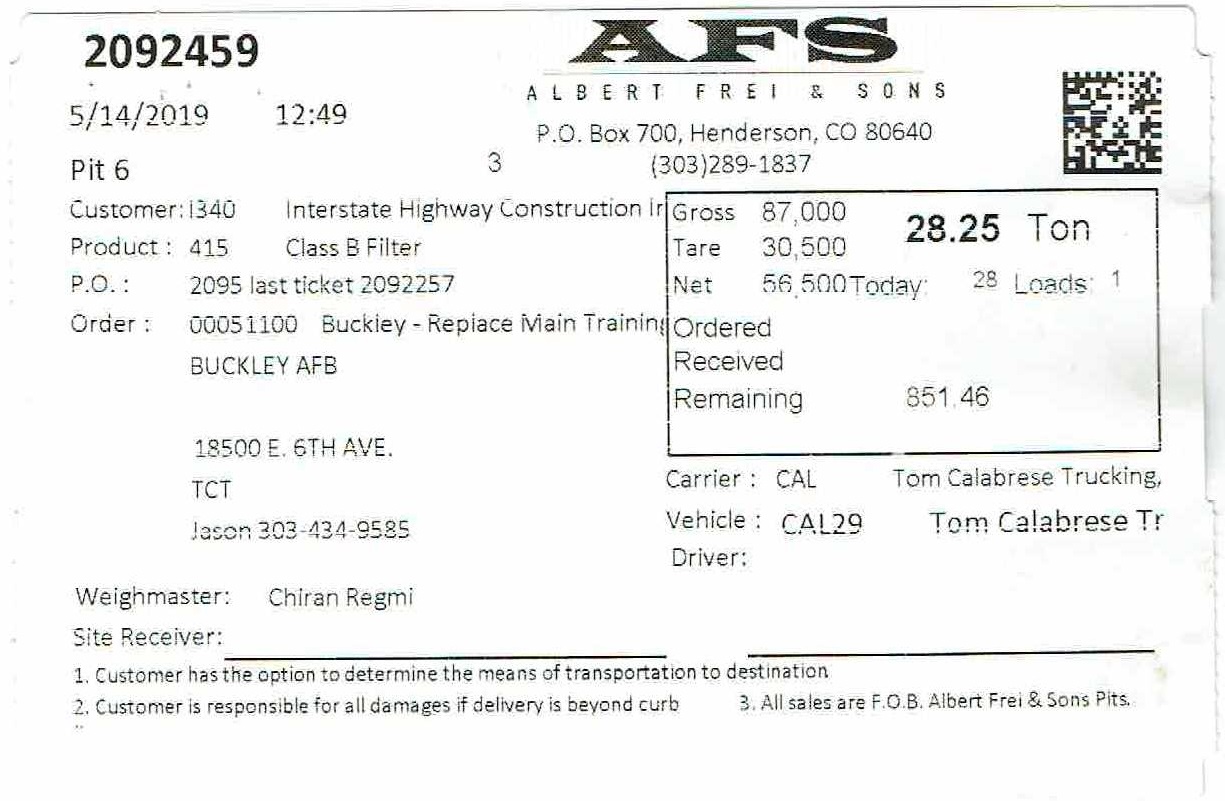 2092459
AFS
ALBERT FREI & SONS
5/14/2019 12:49
P.O. Box 700, Henderson, CO 80640
Pit 6 3 (303)289-1837
Customer: I340 Interstate Highway Construction Ir
Product : 415 Class B Filter
P.O. : 2095 last ticket 2092257
Order : 00051100 Buckley - Replace Main Training
BUCKLEY AFB
18500 E. 6TH AVE.
TCT
Jason 303-434-9585
Gross 87,000 28.25 Ton
Tare 30,500
Net 56,500 Today: 28 Loads: 1
Ordered
Received
Remaining 851.46
Carrier : CAL Tom Calabrese Trucking,
Vehicle : CAL29 Tom Calabrese Tr
Driver:
Weighmaster: Chiran Regmi
Site Receiver:
1. Customer has the option to determine the means of transportation to destination
2. Customer is responsible for all damages if delivery is beyond curb 3. All sales are F.O.B. Albert Frei & Sons Pits.